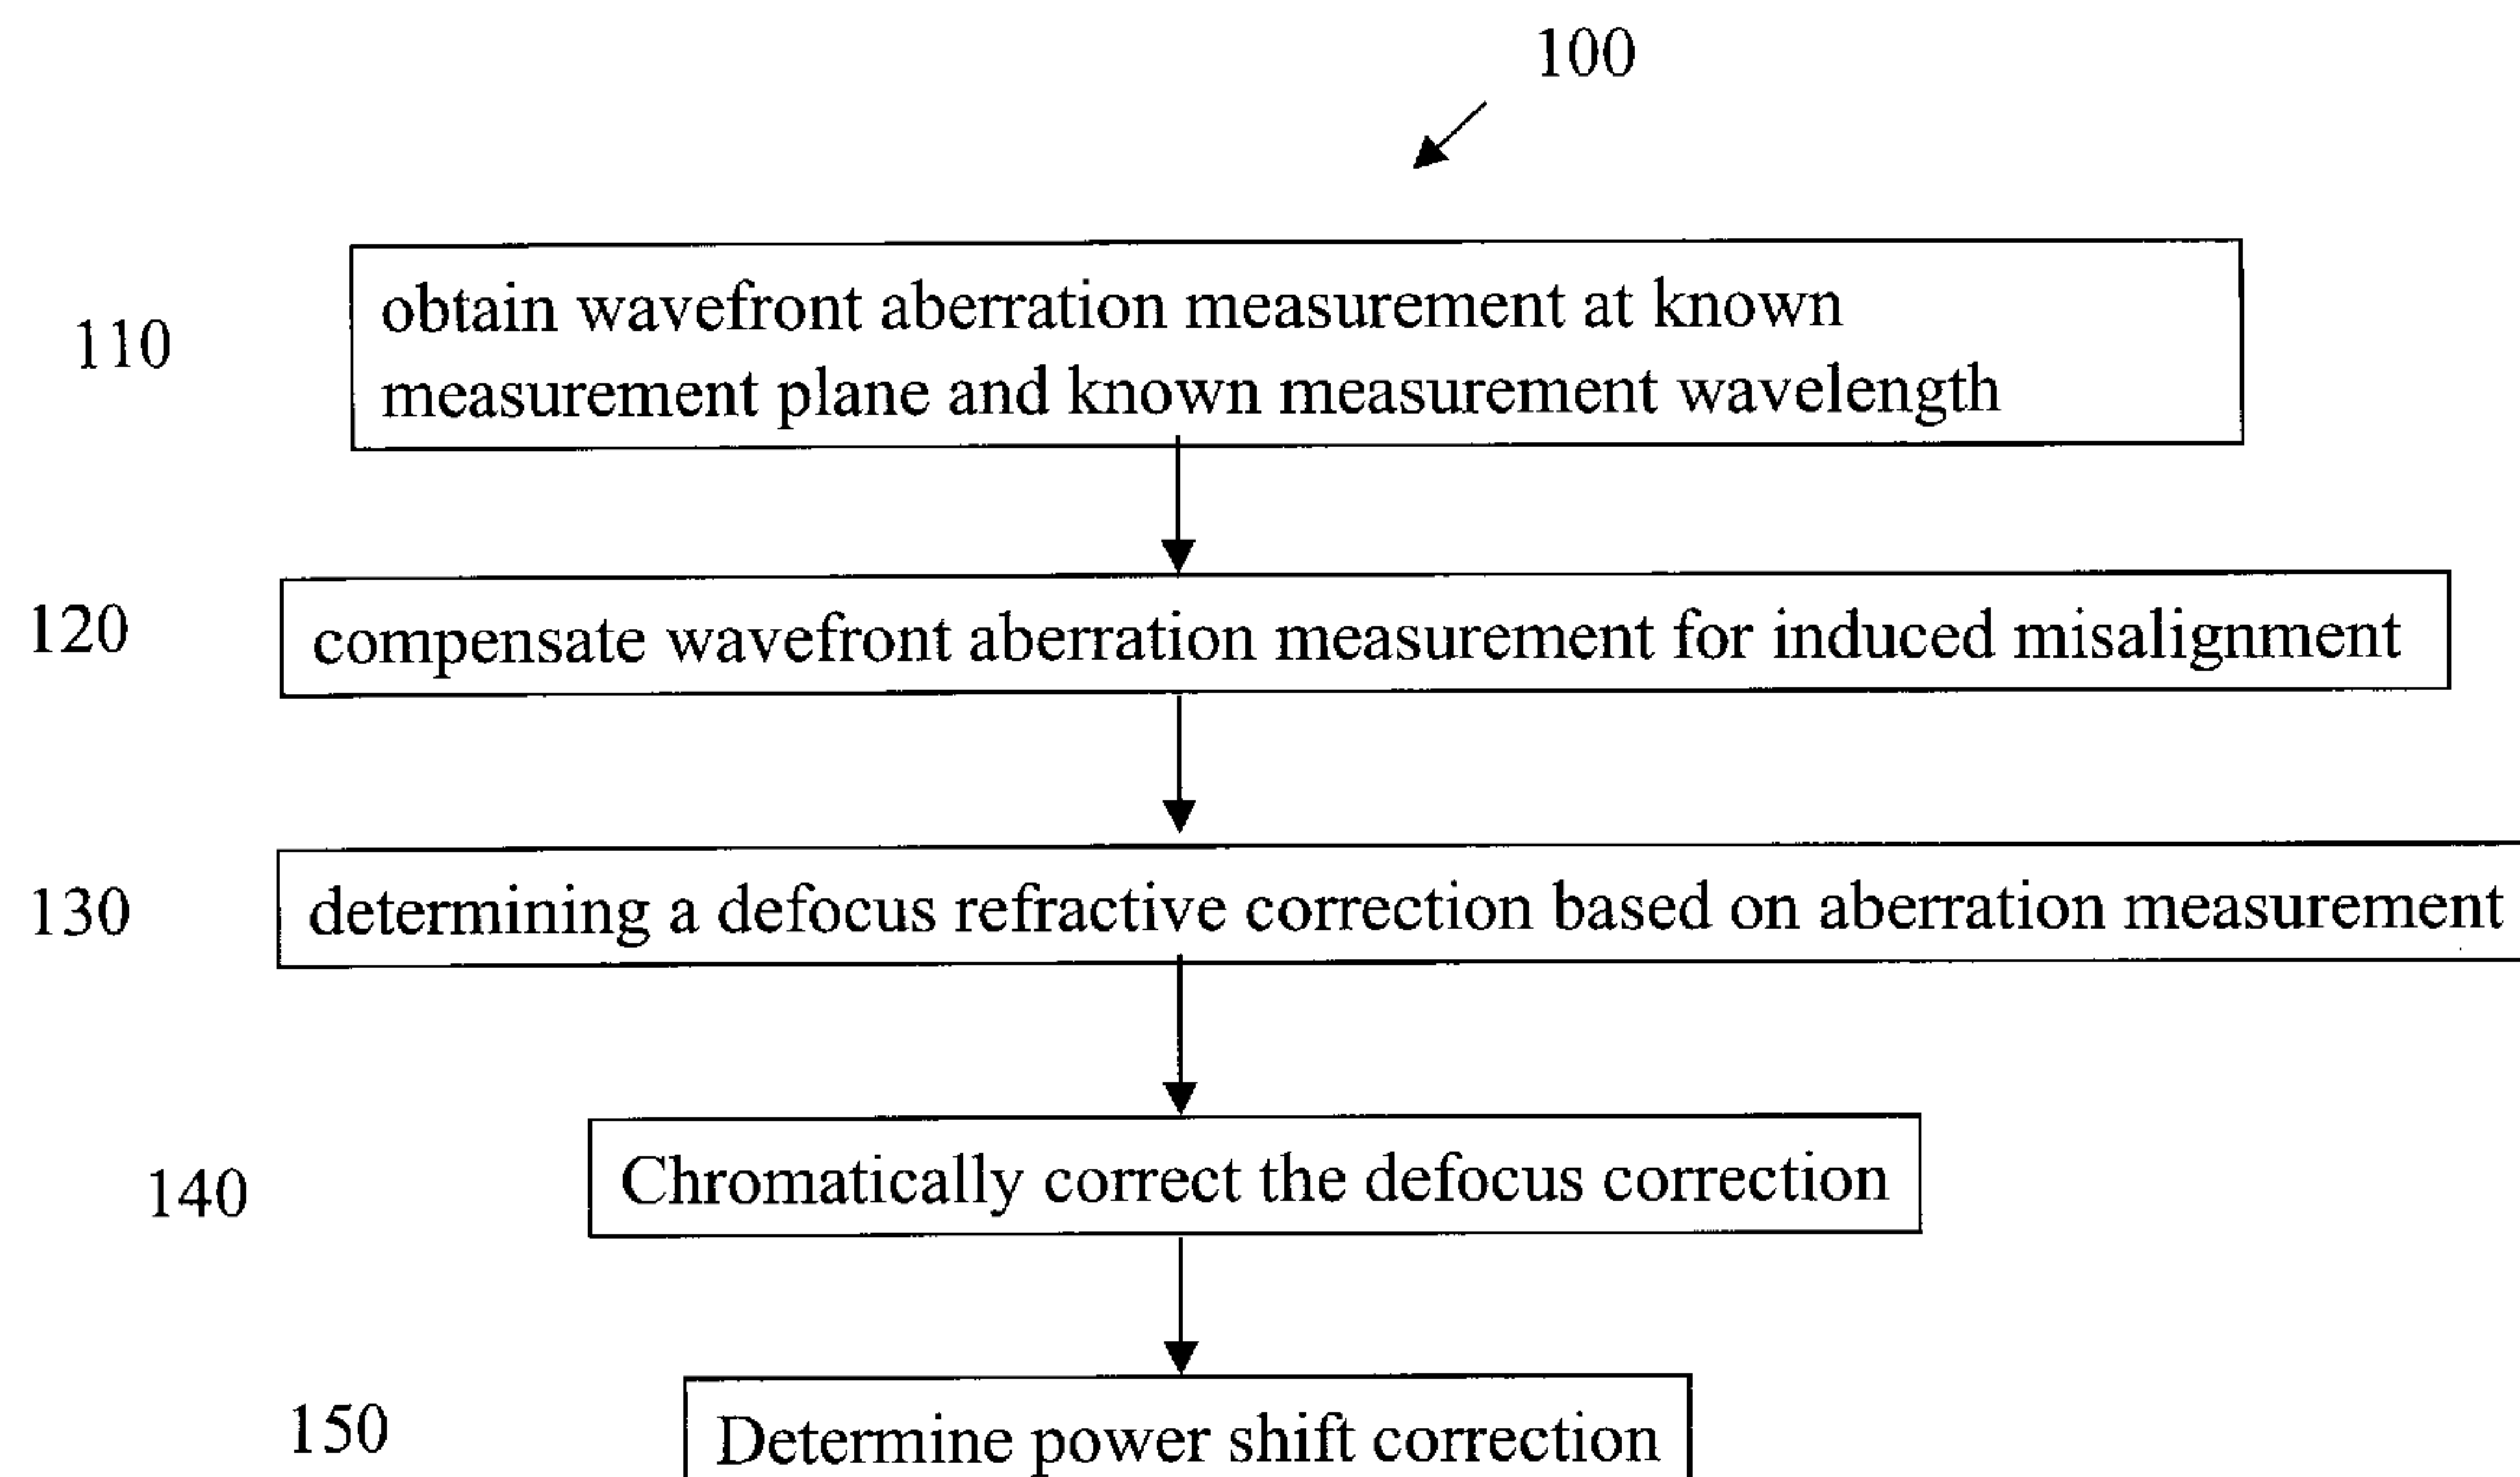 100
110
obtain wavefront aberration measurement at known
measurement plane and known measurement wavelength
120
compensate wavefront aberration measurement for induced misalignment
130
determining a defocus refractive correction based on aberration measurement
140
Chromatically correct the defocus correction
150
Determine power shift correction